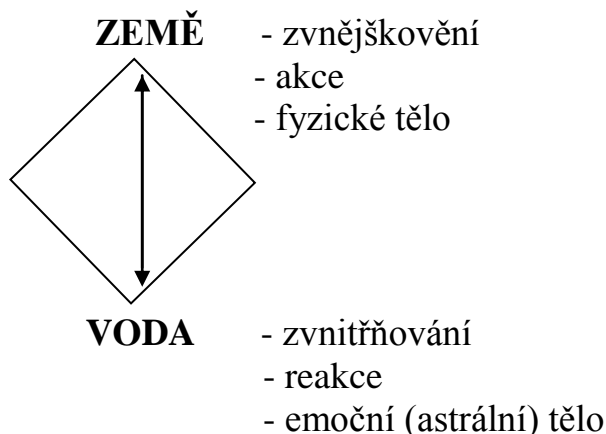 ZEMĚ - zvnějškovění
- akce
- fyzické tělo
VODA - zvnitřňování
- reakce
- emoční (astrální) tělo